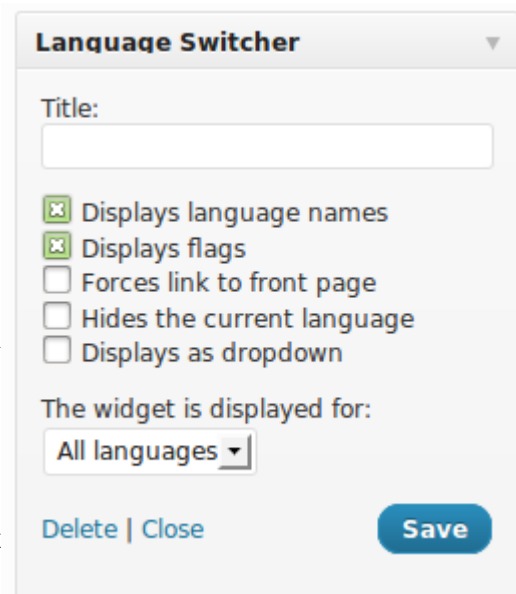 Language Switcher
Title:
Displays language names
Displays flags
Forces link to front page
Hides the current language
Displays as dropdown
The widget is displayed for:
All languages
Delete | Close
Save